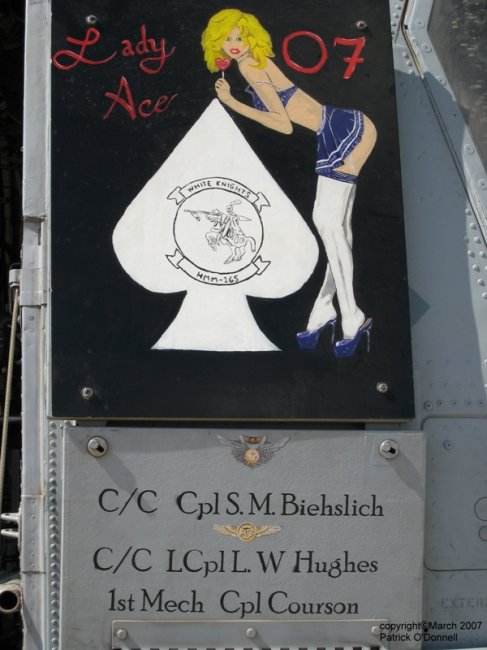 Lady 07
Ace
WHITE KNIGHTS
HMM-165
C/C Cpl S. M. Biehslich
C/C LCpl L. W Hughes
1st Mech Cpl Courson
EXTER
copyright©March 2007
Patrick O'Donnell